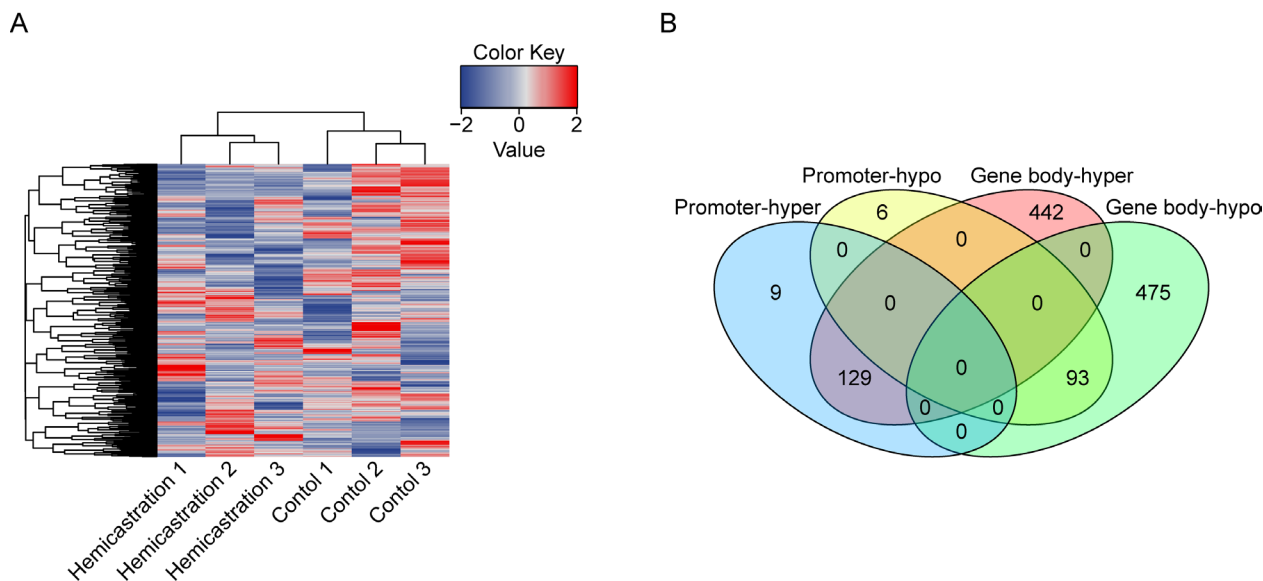 A
Color Key
−2
0
2
Value
Hemicastration 1
Hemicastration 2
Hemicastration 3
Contol 1
Contol 2
Contol 3
B
Promoter-hypo
Gene body-hyper
Promoter-hyper
Gene body-hypo
6
442
0
0
0
9
0
0
475
129
0
93
0
0
0